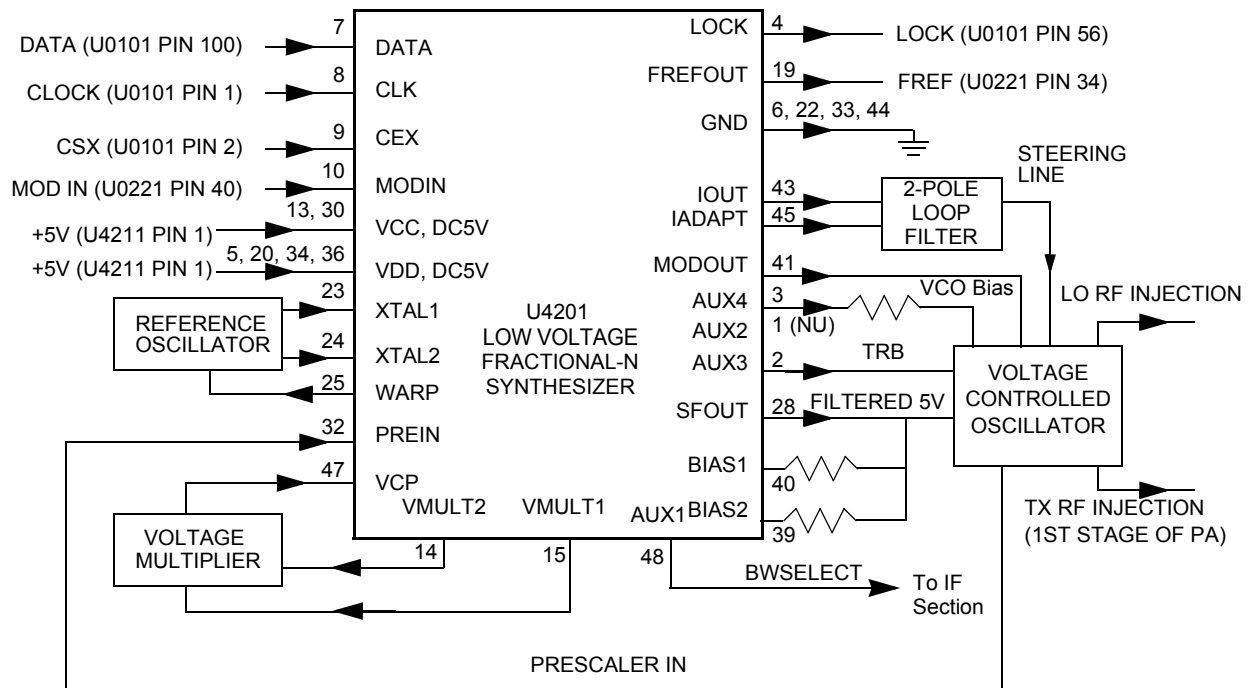 DATA (U0101 PIN 100)
7
DATA
CLOCK (U0101 PIN 1)
8
CLK
CSX (U0101 PIN 2)
9
CEX
MOD IN (U0221 PIN 40)
10
MODIN
+5V (U4211 PIN 1)
13, 30
VCC, DC5V
+5V (U4211 PIN 1)
5, 20, 34, 36
VDD, DC5V
REFERENCE
OSCILLATOR
23
XTAL1
24
XTAL2
25
WARP
32
PREIN
47
VCP
VOLTAGE
MULTIPLIER
VMULT2
14
VMULT1
15
U4201
LOW VOLTAGE
FRACTIONAL-N
SYNTHESIZER
LOCK
4
LOCK (U0101 PIN 56)
FREFOUT
19
FREF (U0221 PIN 34)
GND
6, 22, 33, 44
IOUT
43
IADAPT
45
2-POLE
LOOP
FILTER
STEERING
LINE
MODOUT
41
AUX4
3
VCO Bias
AUX2
1 (NU)
AUX3
2
TRB
SFOUT
28
FILTERED 5V
BIAS1
40
BIAS2
39
AUX1
48
BWSELECT
To IF
Section
VOLTAGE
CONTROLLED
OSCILLATOR
LO RF INJECTION
TX RF INJECTION
(1ST STAGE OF PA)
PRESCALER IN